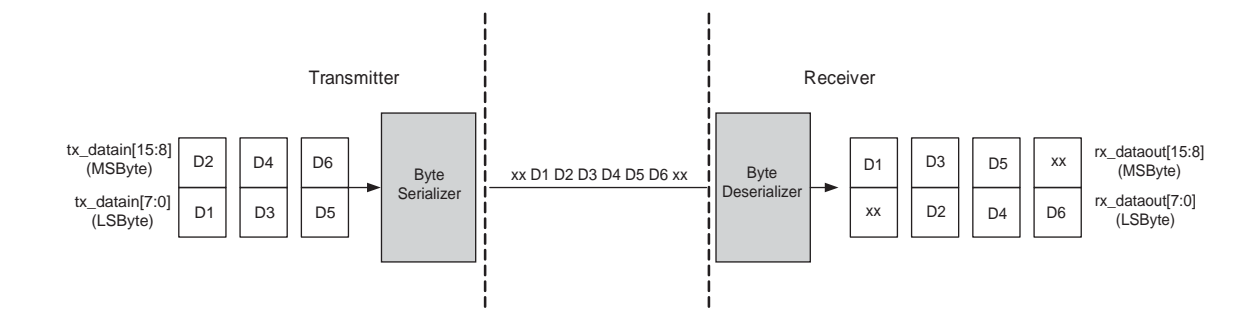 Transmitter
Receiver
tx_datain[15:8]
(MSByte)
D2
D4
D6
tx_datain[7:0]
(LSByte)
D1
D3
D5
Byte
Serializer
xx D1 D2 D3 D4 D5 D6 xx
Byte
Deserializer
D1
D3
D5
xx
rx_dataout[15:8]
(MSByte)
xx
D2
D4
D6
rx_dataout[7:0]
(LSByte)